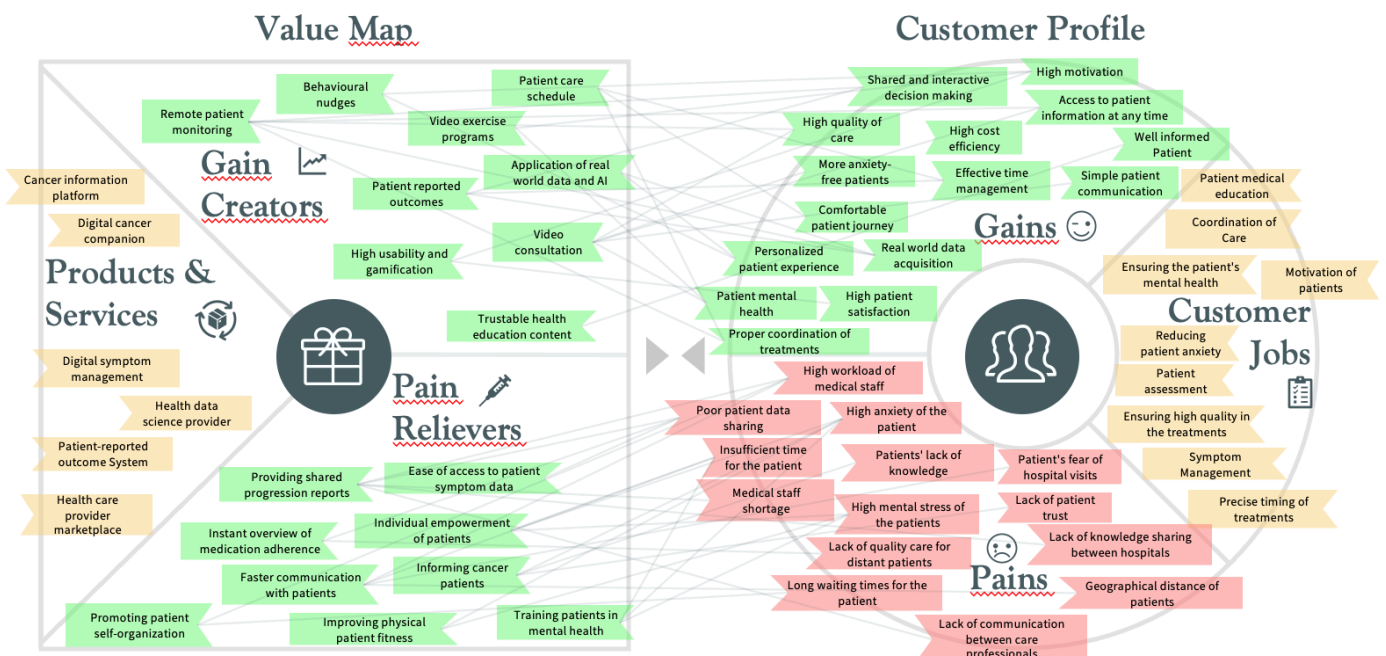 Value Map
Customer Profile
Behavioural
nudges
Patient care
schedule
Remote patient
monitoring
Video exercise
programs
Gain
Creators
Application of real
world data and AI
Patient reported
outcomes
Video
consultation
High usability and
gamification
Trustable health
education content
Cancer information
platform
Digital cancer
companion
Products &
Services
Digital symptom
management
Health data
science provider
Patient-reported
outcome System
Health care
provider
marketplace
Pain
Relievers
Providing shared
progression reports
Ease of access to patient
symptom data
Instant overview of
medication adherence
Individual empowerment
of patients
Faster communication
with patients
Informing cancer
patients
Promoting patient
self-organization
Improving physical
patient fitness
Training patients in
mental health
Shared and interactive
decision making
High motivation
Access to patient
information at any time
High quality of
care
High cost
efficiency
Well informed
Patient
More anxiety-
free patients
Effective time
management
Simple patient
communication
Comfortable
patient journey
Gains
Personalized
patient experience
Real world data
acquisition
Patient mental
health
High patient
satisfaction
Proper coordination of
treatments
Patient medical
education
Coordination of
Care
Ensuring the patient's
mental health
Motivation of
patients
Customer
Jobs
Reducing
patient anxiety
Patient
assessment
Ensuring high quality in
the treatments
Symptom
Management
Precise timing of
treatments
High workload of
medical staff
Poor patient data
sharing
High anxiety of the
patient
Insufficient time
for the patient
Patients' lack of
knowledge
Patient's fear of
hospital visits
Medical staff
shortage
High mental stress of
the patients
Lack of patient
trust
Lack of quality care for
distant patients
Lack of knowledge sharing
between hospitals
Pains
Long waiting times for the
patient
Geographical distance of
patients
Lack of communication
between care
professionals